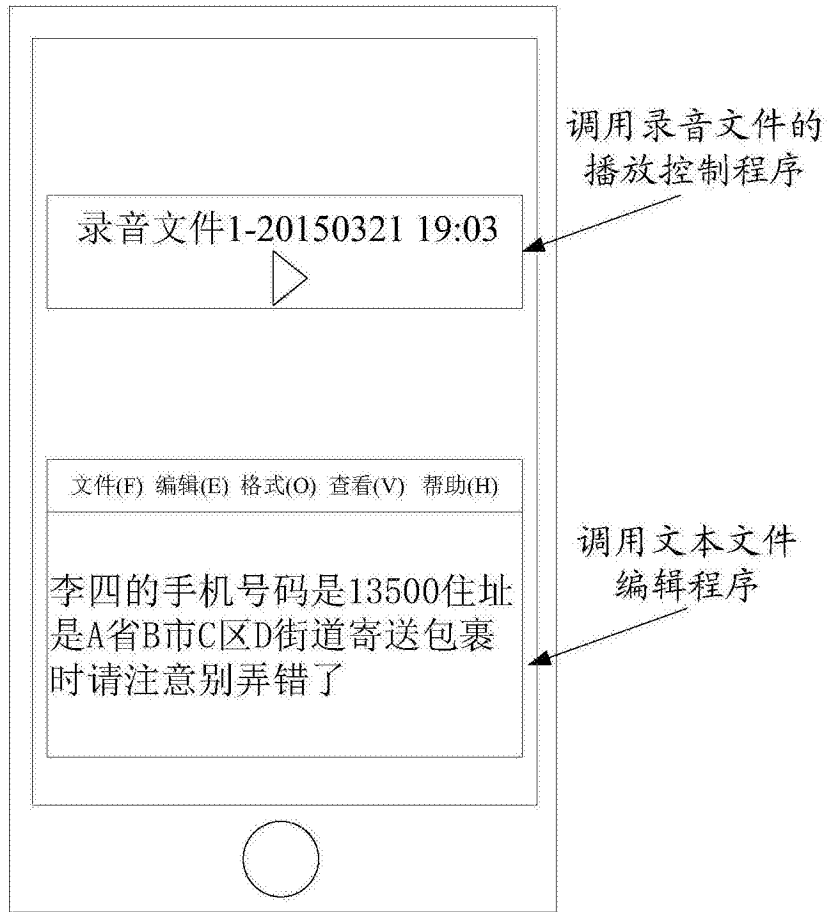 调用录音文件的
播放控制程序
录音文件1-20150321 19:03
文件(F) 编辑(E) 格式(O) 查看(V) 帮助(H)
调用文本文件
编辑程序
李四的手机号码是13500住址
是A省B市C区D街道寄送包裹
时请注意别弄错了